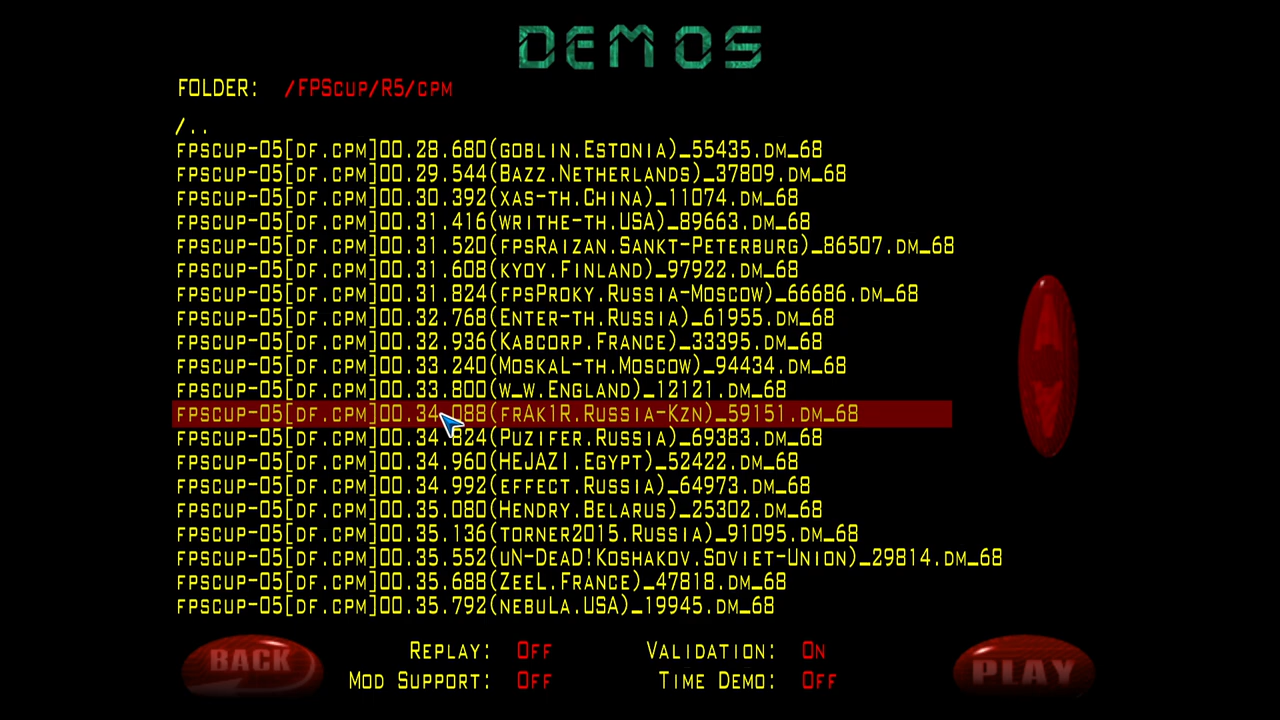 DEMOS
FOLDER: /FPScup/R5/cpm
/..
fpscup-05[df.cpm]00.28.680(goblin.Estonia)_55435.dm_68
fpscup-05[df.cpm]00.29.544(Bazz.Netherlands)_37809.dm_68
fpscup-05[df.cpm]00.30.392(xas-th.China)_11074.dm_68
fpscup-05[df.cpm]00.31.416(writhe-th.USA)_89663.dm_68
fpscup-05[df.cpm]00.31.520(fpsRaizan.Sankt-Peterburg)_86507.dm_68
fpscup-05[df.cpm]00.31.608(kyoy.Finland)_97922.dm_68
fpscup-05[df.cpm]00.31.824(fpsProky.Russia-Moscow)_66686.dm_68
fpscup-05[df.cpm]00.32.768(Enter-th.Russia)_61955.dm_68
fpscup-05[df.cpm]00.32.936(Kabcorp.France)_33395.dm_68
fpscup-05[df.cpm]00.33.240(MoskaL-th.Moscow)_94434.dm_68
fpscup-05[df.cpm]00.33.800(w_w.England)_12121.dm_68
fpscup-05[df.cpm]00.34.088(frAk1R.Russia-Kzn)_59151.dm_68
fpscup-05[df.cpm]00.34.824(Puzifer.Russia)_69383.dm_68
fpscup-05[df.cpm]00.34.960(HEJAZI.Egypt)_52422.dm_68
fpscup-05[df.cpm]00.34.992(effect.Russia)_64973.dm_68
fpscup-05[df.cpm]00.35.080(Hendry.Belarus)_25302.dm_68
fpscup-05[df.cpm]00.35.136(torner2015.Russia)_91095.dm_68
fpscup-05[df.cpm]00.35.552(uN-DeaD!Koshakov.Soviet-Union)_29814.dm_68
fpscup-05[df.cpm]00.35.688(ZeeL.France)_47818.dm_68
fpscup-05[df.cpm]00.35.792(nebuLa.USA)_19945.dm_68
BACK
Replay: Off
Validation: On
Mod Support: Off
Time Demo: Off
PLAY